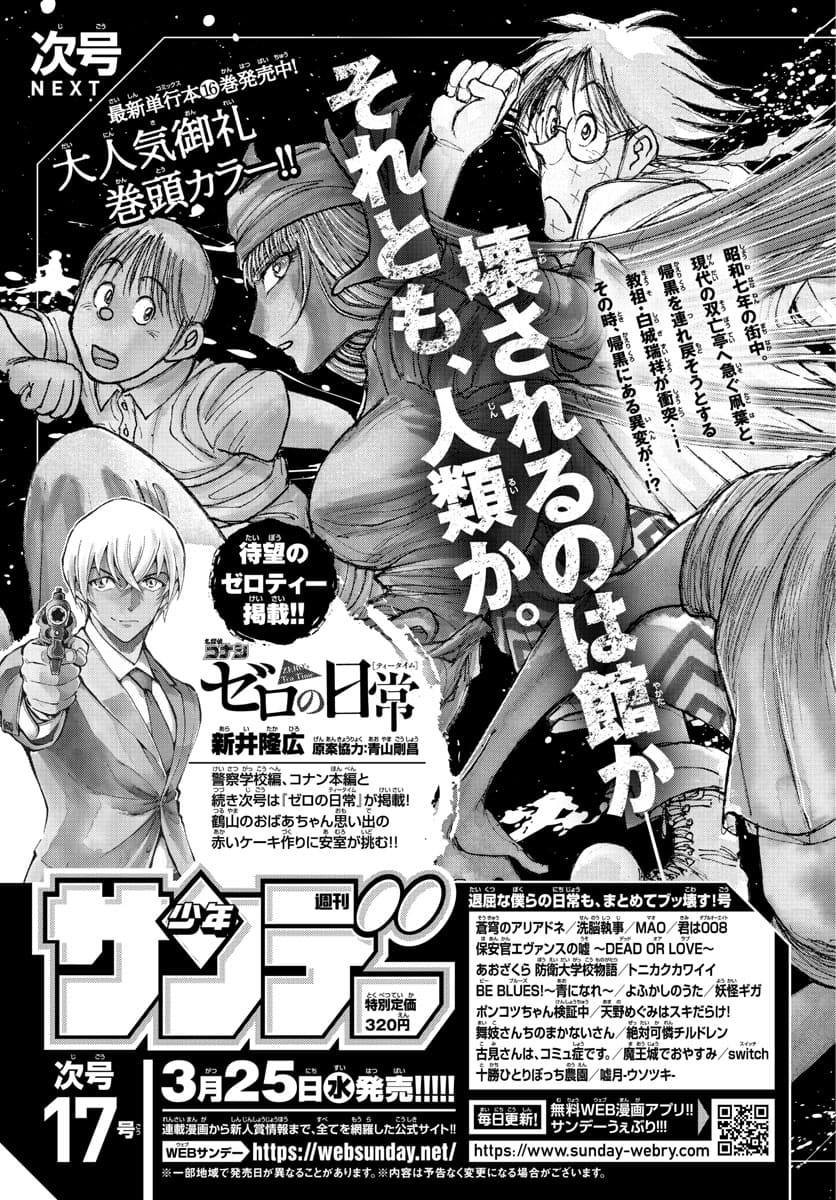 次号
NEXT
最新単行本⑯巻発売中!
大人気御礼
巻頭カラー!!
昭和七年の街中。
現代の双亡亭へ急ぐ凧葉と、
帰黒を連れ戻そうとする
教祖・白城瑞祥が衝突…!
その時、帰黒にある異変が…!?
壊されるのは館か
それとも、人類か。
待望の
ゼロティー
掲載!!
名探偵
コナン
ゼロの日常
ZERO'S
Tea Time
[ティータイム]
新井隆広 原案協力:青山剛昌
警察学校編、コナン本編と
続き次号は『ゼロの日常』が掲載!
鶴山のおばあちゃん思い出の
赤いケーキ作りに安室が挑む!!
週刊
少年
サンデー
特別定価
320円
退屈な僕らの日常も、まとめてブッ壊す!号
蒼穹のアリアドネ/洗脳執事/MAO/君は008
保安官エヴァンスの嘘 ~DEAD OR LOVE~
あおざくら 防衛大学校物語/トニカクカワイイ
BE BLUES!~青になれ~/よふかしのうた/妖怪ギガ
ポンコツちゃん検証中/天野めぐみはスキだらけ!
舞妓さんちのまかないさん/絶対可憐チルドレン
古見さんは、コミュ症です。/魔王城でおやすみ/switch
十勝ひとりぼっち農園/嘘月-ウソツキ-
次号
17号
3月25日㊌発売!!!!!
連載漫画から新人賞情報まで、全てを網羅した公式サイト!!
WEBサンデー https://websunday.net/
毎日更新!
無料WEB漫画アプリ!!
サンデーうぇぶり!!!
https://www.sunday-webry.com
※一部地域で発売日が異なることがあります。※内容は予告なく変更になる場合がございます。